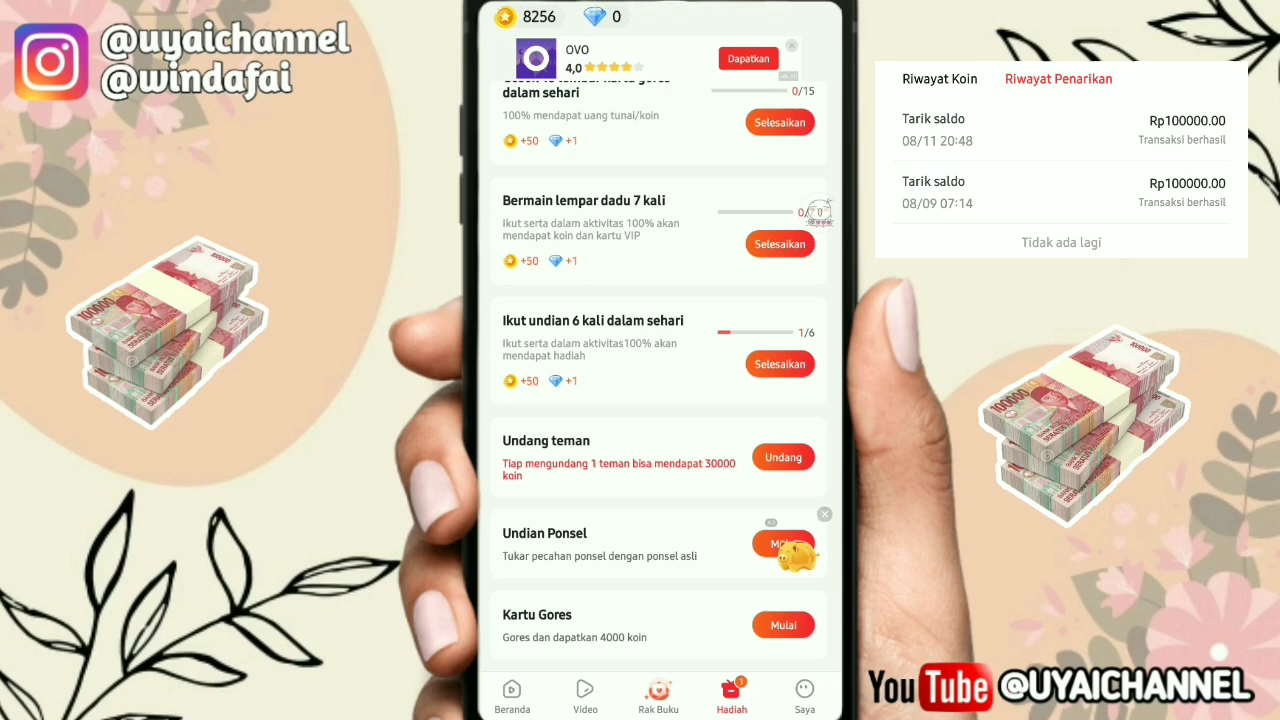 @uyaichannel
@windafai
8256
0
OVO
4,0
Dapatkan
dalam sehari
0/15
100% mendapat uang tunai/koin
Selesaikan
+50
+1
Bermain lempar dadu 7 kali
Ikut serta dalam aktivitas 100% akan
mendapat koin dan kartu VIP
Selesaikan
+50
+1
Ikut undian 6 kali dalam sehari
1/6
Ikut serta dalam aktivitas100% akan
mendapat hadiah
Selesaikan
+50
+1
Undang teman
Tiap mengundang 1 teman bisa mendapat 30000
koin
Undang
Undian Ponsel
Tukar pecahan ponsel dengan ponsel asli
Kartu Gores
Gores dan dapatkan 4000 koin
Mulai
Beranda
Video
Rak Buku
1
Hadiah
Saya
Riwayat Koin
Riwayat Penarikan
Tarik saldo
Rp100000.00
08/11 20:48
Transaksi berhasil
Tarik saldo
Rp100000.00
08/09 07:14
Transaksi berhasil
Tidak ada lagi
100000
100000
YouTube @UYAICHANNEL